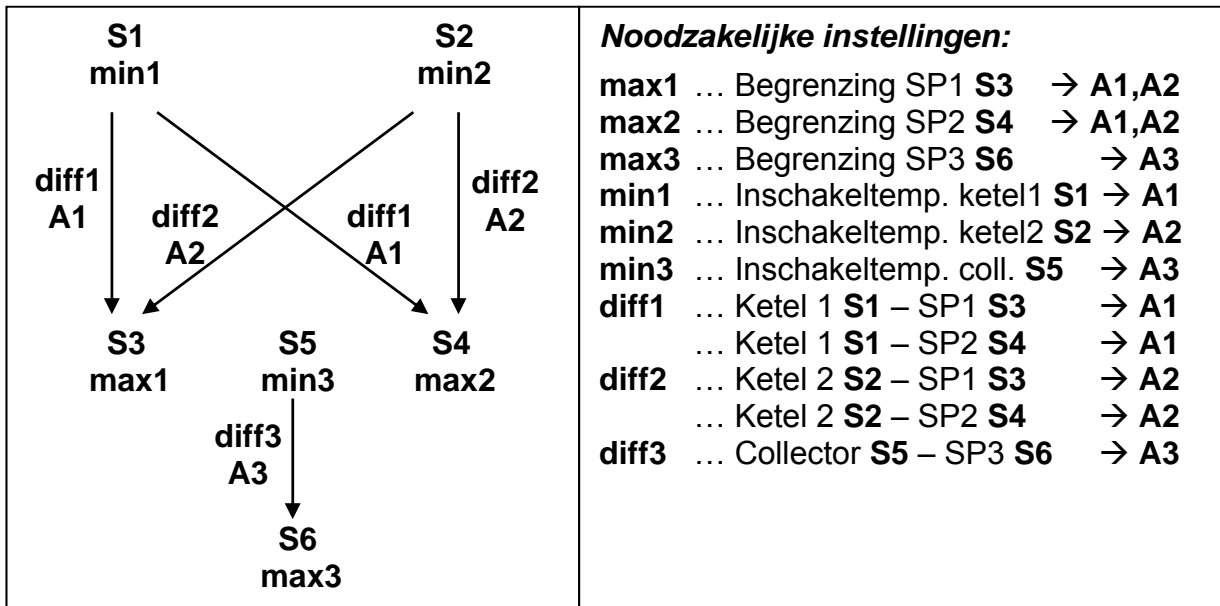 S1 S2
min1 min2
diff1 diff2 diff1 diff2
A1 A2 A1 A2
S3 S5 S4
max1 min3 max2
diff3
A3
S6
max3
Noodzakelijke instellingen:
max1 … Begrenzing SP1 S3 → A1,A2
max2 … Begrenzing SP2 S4 → A1,A2
max3 … Begrenzing SP3 S6 → A3
min1 … Inschakeltemp. ketel1 S1 → A1
min2 … Inschakeltemp. ketel2 S2 → A2
min3 … Inschakeltemp. coll. S5 → A3
diff1 … Ketel 1 S1 – SP1 S3 → A1
… Ketel 1 S1 – SP2 S4 → A1
diff2 … Ketel 2 S2 – SP1 S3 → A2
… Ketel 2 S2 – SP2 S4 → A2
diff3 … Collector S5 – SP3 S6 → A3